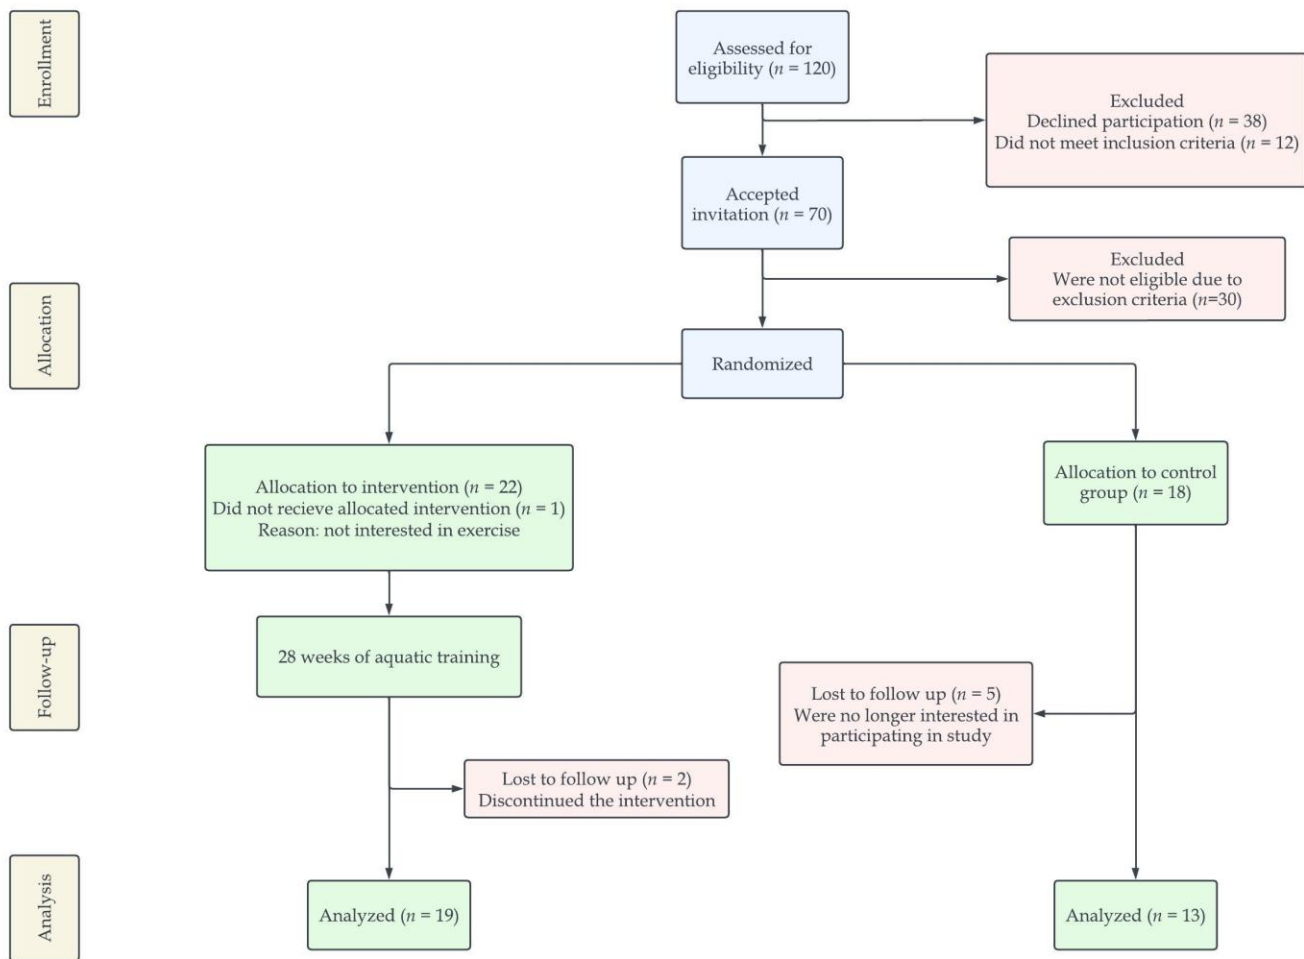 Enrollment
Assessed for
eligibility (n = 120)
Excluded
Declined participation (n = 38)
Did not meet inclusion criteria (n = 12)
Accepted
invitation (n = 70)
Excluded
Were not eligible due to
exclusion criteria (n=30)
Allocation
Randomized
Allocation to intervention (n = 22)
Did not recieve allocated intervention (n = 1)
Reason: not interested in exercise
Allocation to control
group (n = 18)
Follow-up
28 weeks of aquatic training
Lost to follow up (n = 5)
Were no longer interested in
participating in study
Lost to follow up (n = 2)
Discontinued the intervention
Analysis
Analyzed (n = 19)
Analyzed (n = 13)